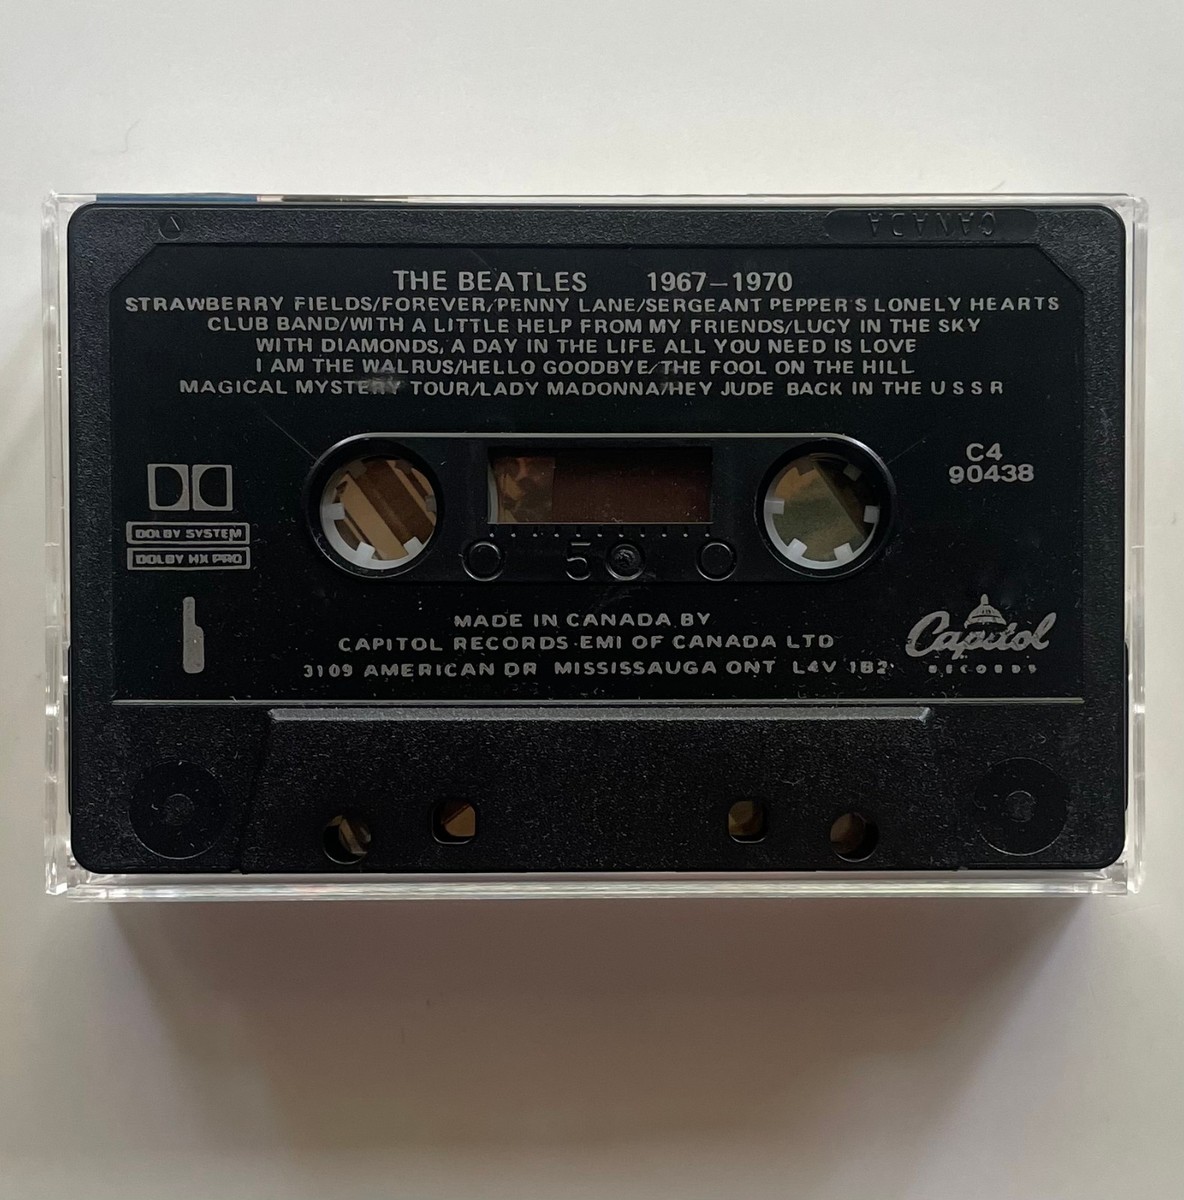 CANADA
THE BEATLES 1967-1970
STRAWBERRY FIELDS/FOREVER/PENNY LANE/SERGEANT PEPPER S LONELY HEARTS
CLUB BAND/WITH A LITTLE HELP FROM MY FRIENDS/LUCY IN THE SKY
WITH DIAMONDS, A DAY IN THE LIFE ALL YOU NEED IS LOVE
I AM THE WALRUS/HELLO GOODBYE/THE FOOL ON THE HILL
MAGICAL MYSTERY TOUR/LADY MADONNA/HEY JUDE BACK IN THE U S S R
C4
90438
DOLBY SYSTEM
DOLBY HX PRO
50
MADE IN CANADA BY
CAPITOL RECORDS-EMI OF CANADA LTD
3109 AMERICAN DR MISSISSAUGA ONT L4V 1B2
Capitol
RECORDS